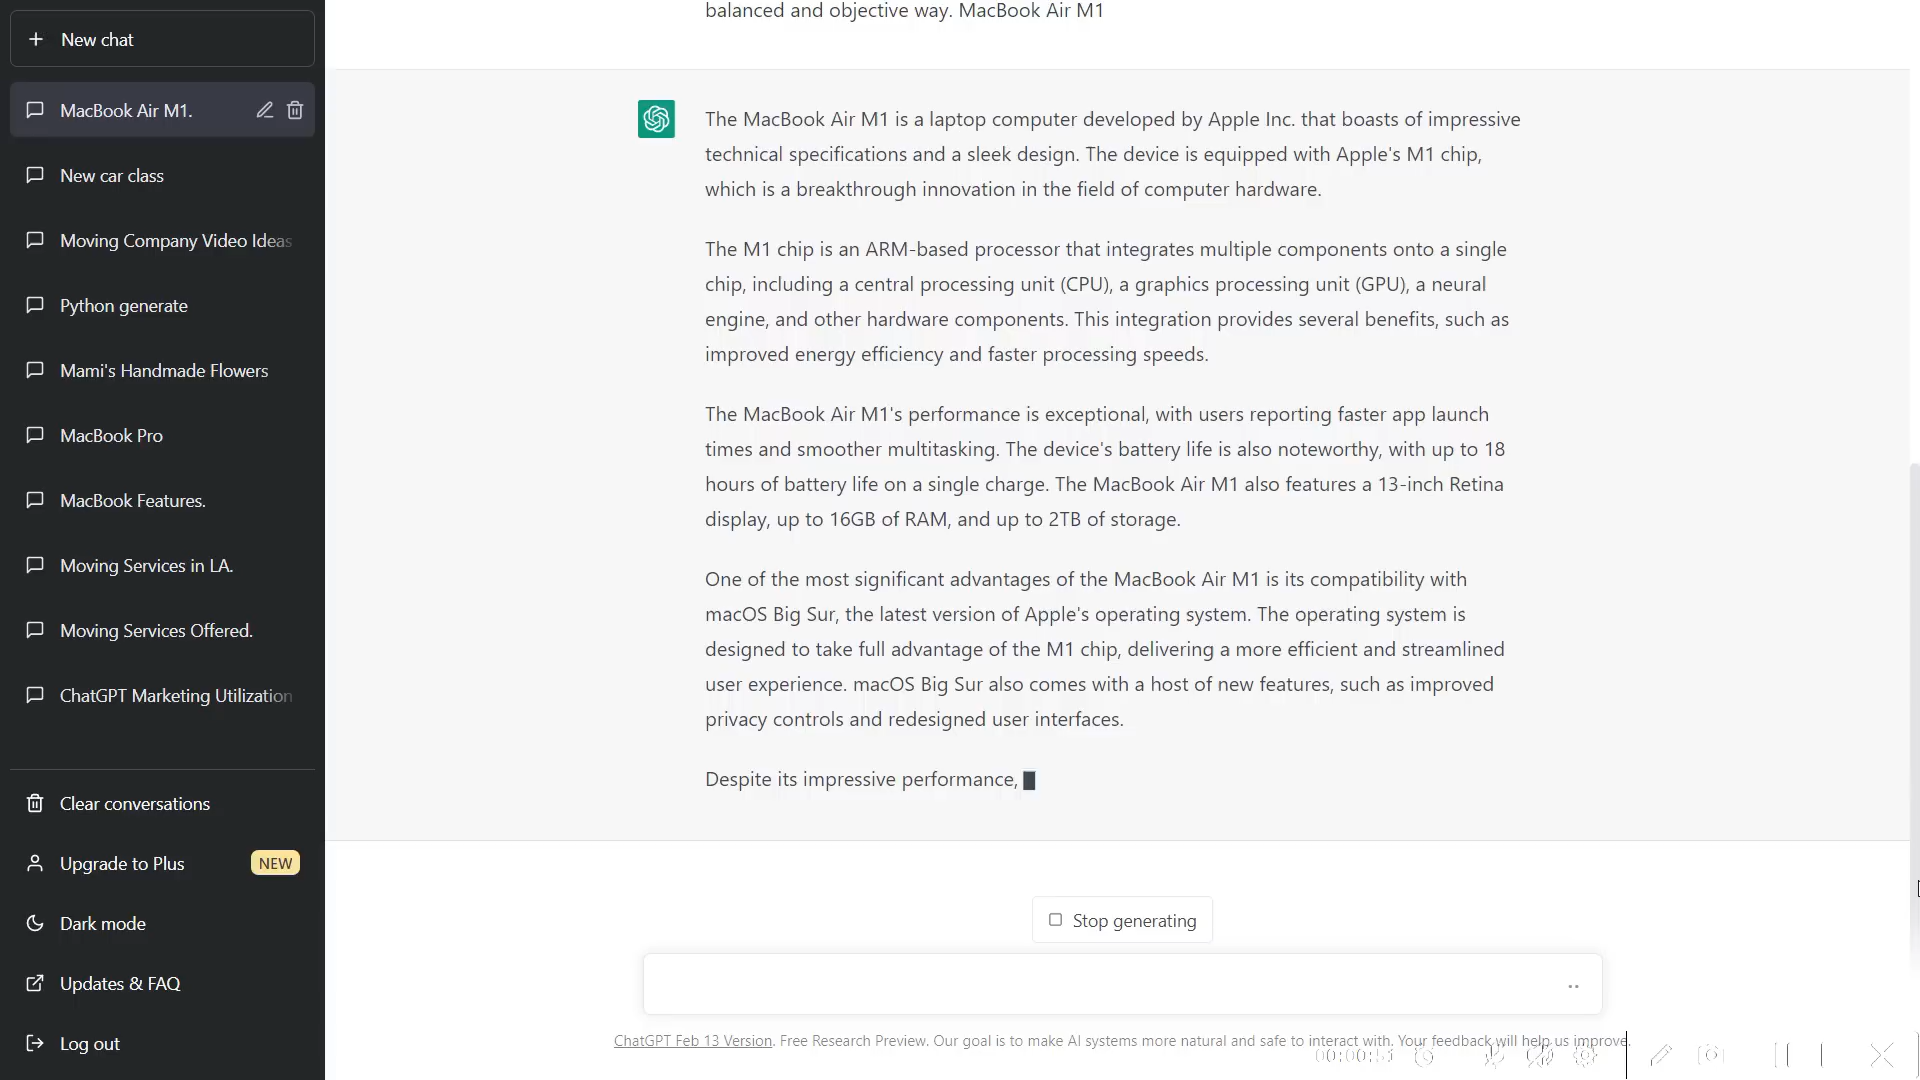 New chat
MacBook Air M1.
New car class
Moving Company Video Ideas
Python generate
Mami's Handmade Flowers
MacBook Pro
MacBook Features.
Moving Services in LA.
Moving Services Offered.
ChatGPT Marketing Utilization
Clear conversations
Upgrade to Plus NEW
Dark mode
Updates & FAQ
Log out
balanced and objective way. MacBook Air M1
The MacBook Air M1 is a laptop computer developed by Apple Inc. that boasts of impressive
technical specifications and a sleek design. The device is equipped with Apple's M1 chip,
which is a breakthrough innovation in the field of computer hardware.
The M1 chip is an ARM-based processor that integrates multiple components onto a single
chip, including a central processing unit (CPU), a graphics processing unit (GPU), a neural
engine, and other hardware components. This integration provides several benefits, such as
improved energy efficiency and faster processing speeds.
The MacBook Air M1's performance is exceptional, with users reporting faster app launch
times and smoother multitasking. The device's battery life is also noteworthy, with up to 18
hours of battery life on a single charge. The MacBook Air M1 also features a 13-inch Retina
display, up to 16GB of RAM, and up to 2TB of storage.
One of the most significant advantages of the MacBook Air M1 is its compatibility with
macOS Big Sur, the latest version of Apple's operating system. The operating system is
designed to take full advantage of the M1 chip, delivering a more efficient and streamlined
user experience. macOS Big Sur also comes with a host of new features, such as improved
privacy controls and redesigned user interfaces.
Despite its impressive performance,
Stop generating
ChatGPT Feb 13 Version. Free Research Preview. Our goal is to make AI systems more natural and safe to interact with. Your feedback will help us improve.